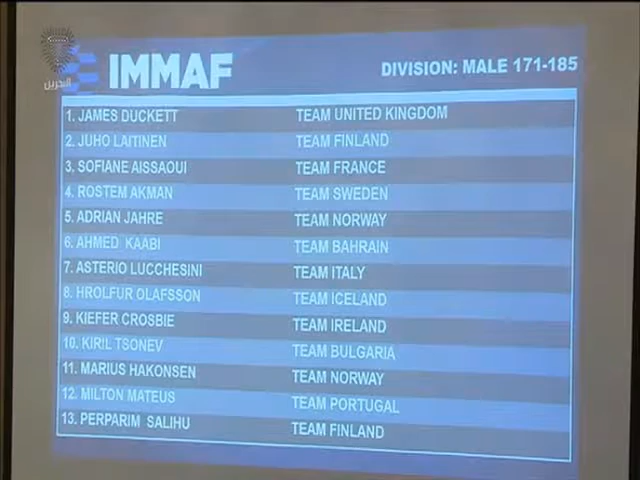 البحرين
IMMAF
DIVISION: MALE 171-185
1. JAMES DUCKETT TEAM UNITED KINGDOM
2. JUHO LAITINEN TEAM FINLAND
3. SOFIANE AISSAOUI TEAM FRANCE
4. ROSTEM AKMAN TEAM SWEDEN
5. ADRIAN JAHRE TEAM NORWAY
6. AHMED KAABI TEAM BAHRAIN
7. ASTERIO LUCCHESINI TEAM ITALY
8. HROLFUR OLAFSSON TEAM ICELAND
9. KIEFER CROSBIE TEAM IRELAND
10. KIRIL TSONEV TEAM BULGARIA
11. MARIUS HAKONSEN TEAM NORWAY
12. MILTON MATEUS TEAM PORTUGAL
13. PERPARIM SALIHU TEAM FINLAND